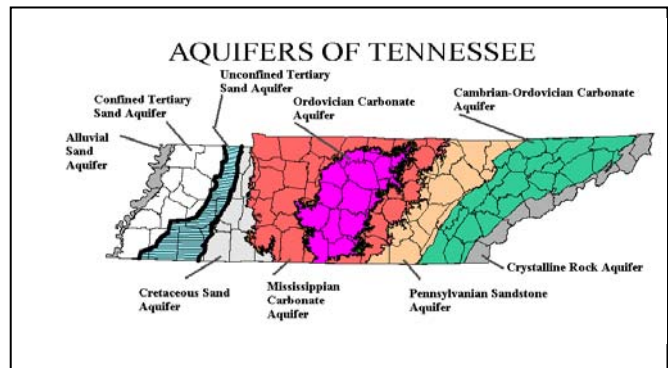 AQUIFERS OF TENNESSEE
Unconfined Tertiary
Sand Aquifer
Confined Tertiary
Sand Aquifer
Ordovician Carbonate
Aquifer
Cambrian-Ordovician Carbonate
Aquifer
Alluvial
Sand
Aquifer
Cretaceous Sand
Aquifer
Mississippian
Carbonate
Aquifer
Pennsylvanian Sandstone
Aquifer
Crystalline Rock Aquifer